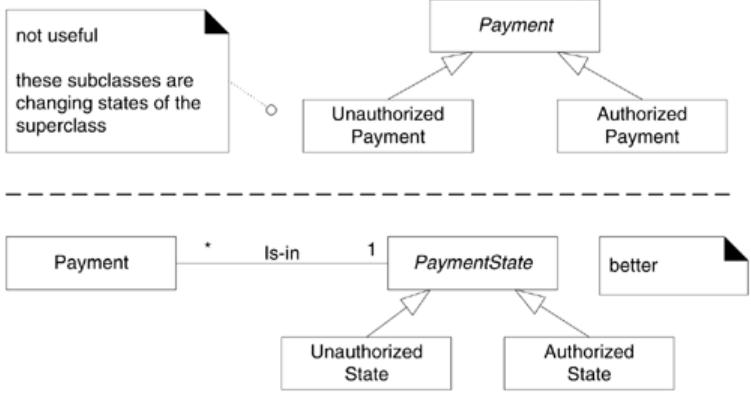 not useful
these subclasses are
changing states of the
superclass
Payment
Unauthorized
Payment
Authorized
Payment
Payment
*
Is-in
1
PaymentState
better
Unauthorized
State
Authorized
State